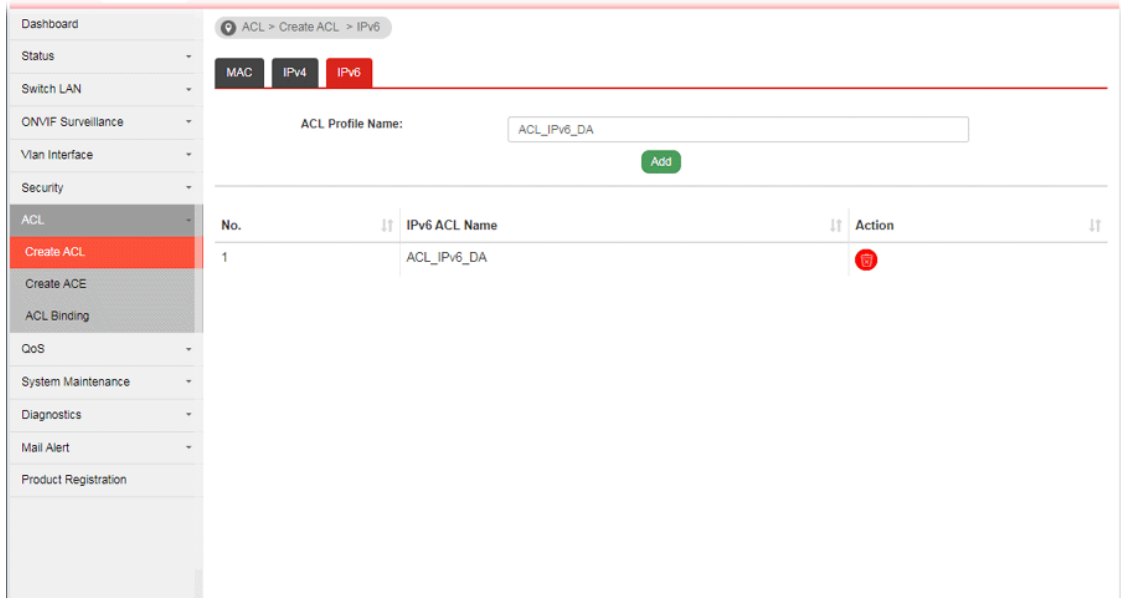 Dashboard
Status
Switch LAN
ONVIF Surveillance
Vlan Interface
Security
ACL
Create ACL
Create ACE
ACL Binding
QoS
System Maintenance
Diagnostics
Mail Alert
Product Registration
ACL > Create ACL > IPv6
MAC IPv4 IPv6
ACL Profile Name: ACL_IPv6_DA
Add
No. IPv6 ACL Name Action
1 ACL_IPv6_DA